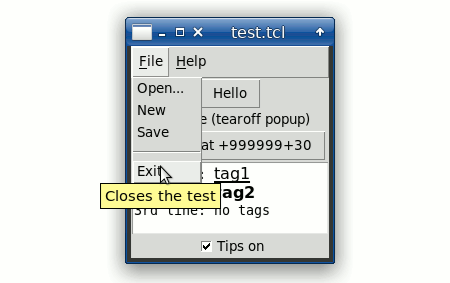 test.tcl
File Help
Open...
Hello
New
(tearoff popup)
Save
at +999999+30
Exit
: tag1
Closes the test
tag2
3rd line: no tags
Tips on